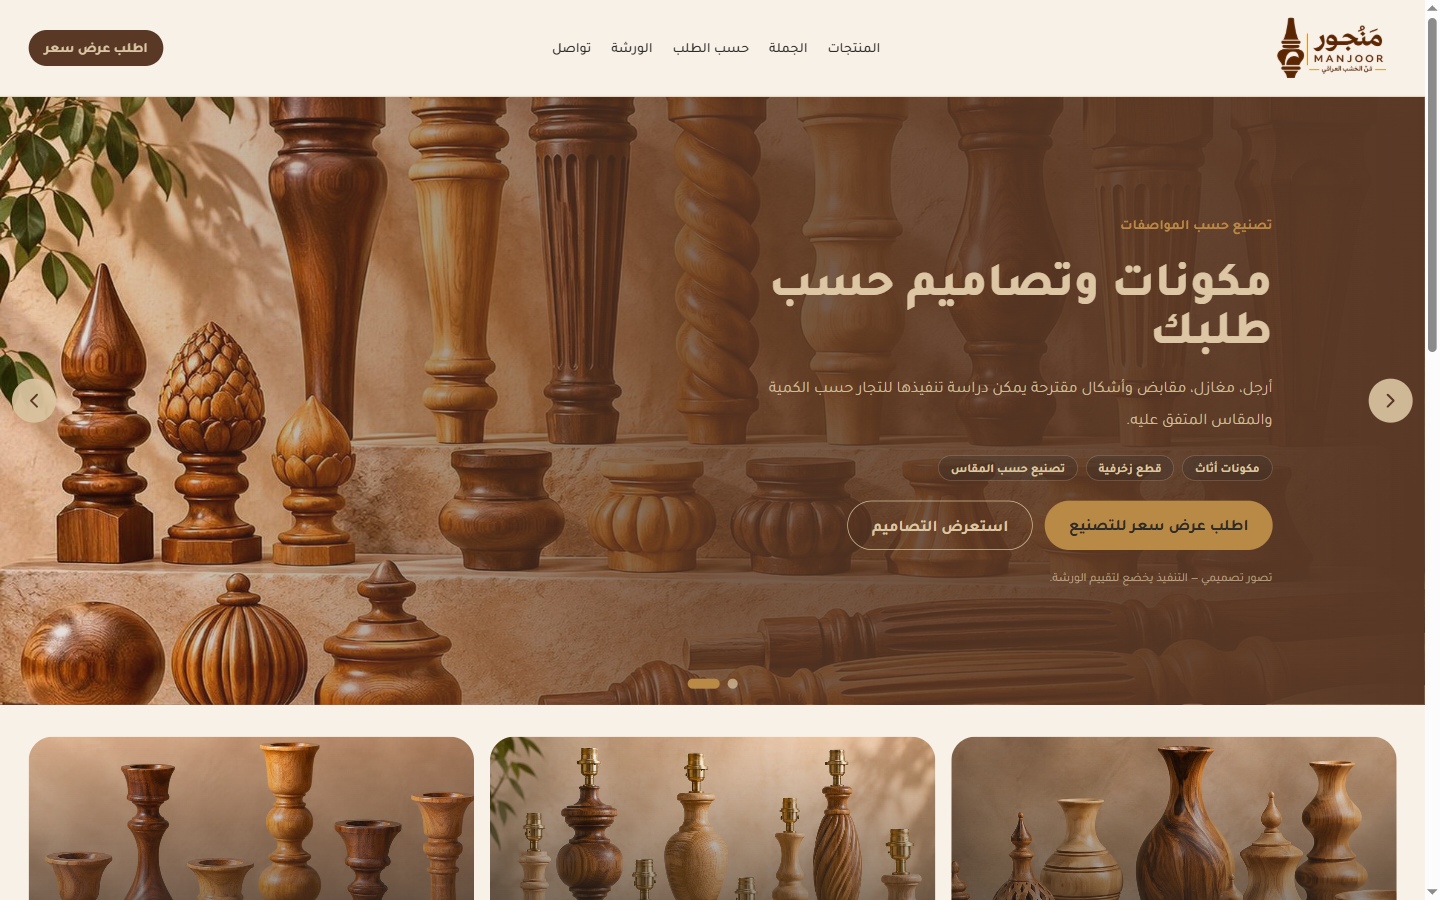 مَنْجور
MANJOOR
فنّ الخشب العراقي
المنتجات
الجملة
حسب الطلب
الورشة
تواصل
اطلب عرض سعر
تصنيع حسب المواصفات
مكونات وتصاميم حسب
طلبك
أرجل، مغازل، مقابض وأشكال مقترحة يمكن دراسة تنفيذها للتجار حسب الكمية
والمقاس المتفق عليه.
مكونات أثاث
قطع زخرفية
تصنيع حسب المقاس
اطلب عرض سعر للتصنيع
استعرض التصاميم
تصور تصميمي – التنفيذ يخضع لتقييم الورشة.